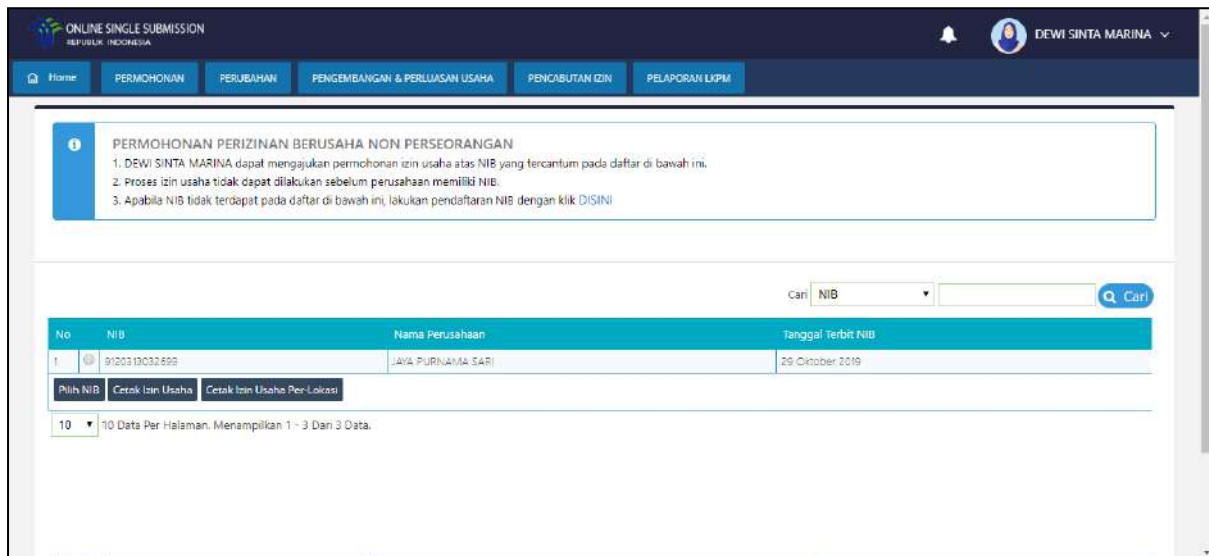 ONLINE SINGLE SUBMISSION
REPUBLIK INDONESIA
DEWI SINTA MARINA
Home PERMOHONAN PERUBAHAN PENGEMBANGAN & PERLUASAN USAHA PENCABUTAN IZIN PELAPORAN LKPM
PERMOHONAN PERIZINAN BERUSAHA NON PERSEORANGAN
1. DEWI SINTA MARINA dapat mengajukan permohonan izin usaha atas NIB yang tercantum pada daftar di bawah ini.
2. Proses izin usaha tidak dapat dilakukan sebelum perusahaan memiliki NIB.
3. Apabila NIB tidak terdapat pada daftar di bawah ini, lakukan pendaftaran NIB dengan klik DISINI
Cari NIB Cari
No NIB Nama Perusahaan Tanggal Terbit NIB
1 9120313032699 JAYA PURNAMA SARI 29 Oktober 2019
Pilih NIB Cetak Izin Usaha Cetak Izin Usaha Per-Lokasi
10 10 Data Per Halaman. Menampilkan 1 - 3 Dari 3 Data.